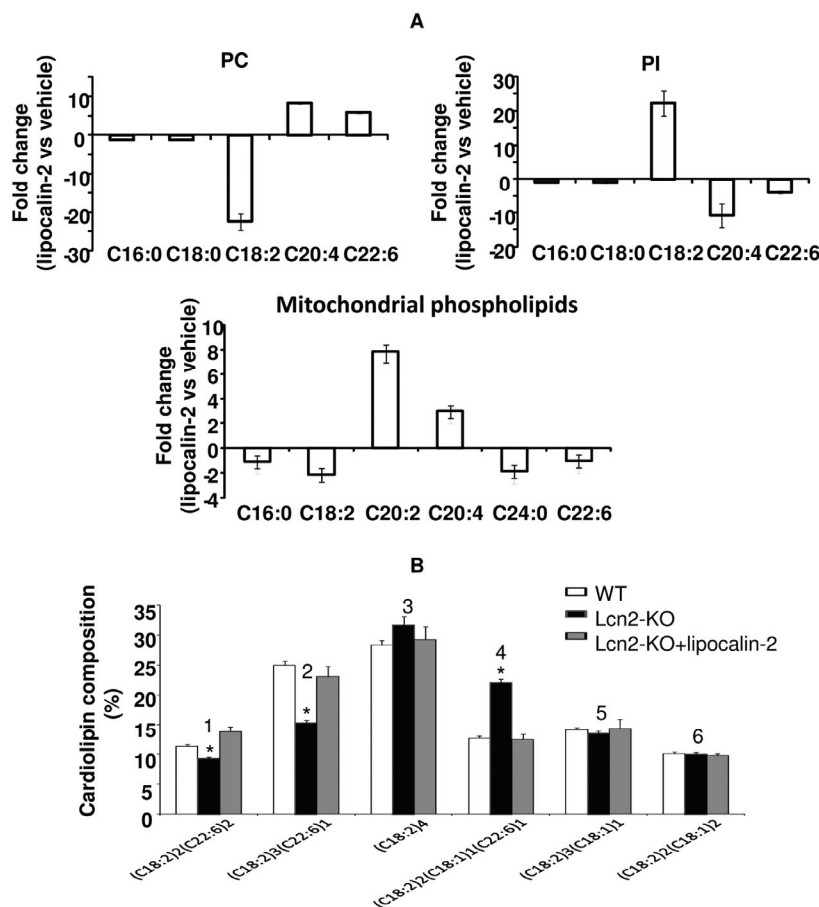 A
PC
Fold change
(lipocalin-2 vs vehicle)
10
0
-10
-20
-30
C16:0 C18:0 C18:2 C20:4 C22:6
PI
Fold change
(lipocalin-2 vs vehicle)
30
20
10
0
-10
-20
C16:0 C18:0 C18:2 C20:4 C22:6
Mitochondrial phospholipids
Fold change
(lipocalin-2 vs vehicle)
10
8
6
4
2
0
-2
-4
C16:0 C18:2 C20:2 C20:4 C24:0 C22:6
B
Cardiolipin composition
(%)
35
30
25
20
15
10
5
0
WT
Lcn2-KO
Lcn2-KO+lipocalin-2
1
*
2
*
3
4
*
5
6
(C18:2)2(C22:6)2
(C18:2)3(C22:6)1
(C18:2)4
(C18:2)2(C18:1)1(C22:6)1
(C18:2)3(C18:1)1
(C18:2)2(C18:1)2